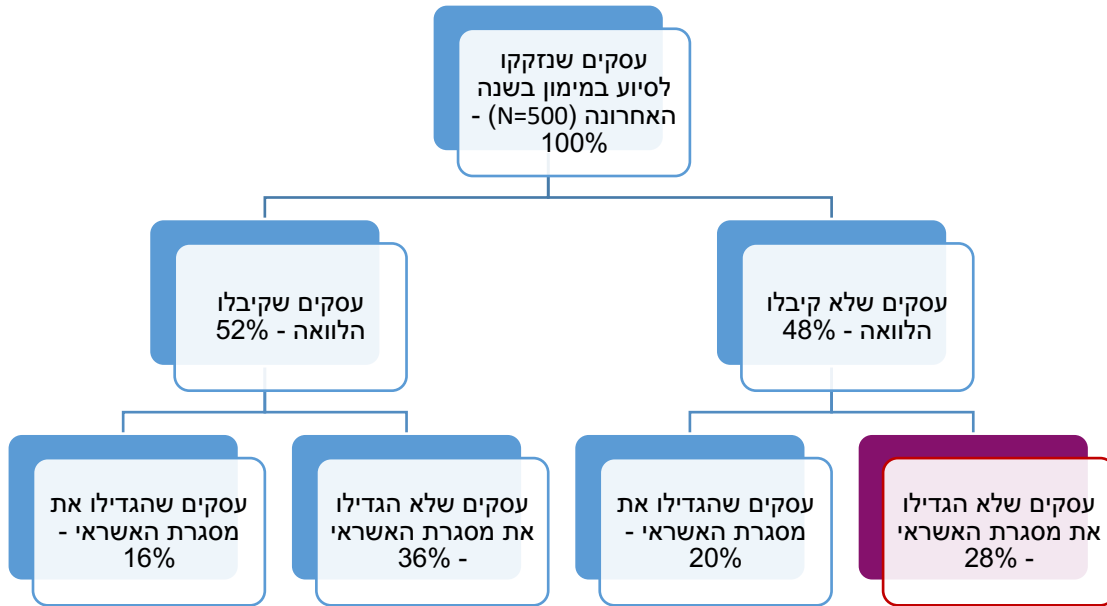 עסקים שנזקקו
לסיוע במימון בשנה
האחרונה (N=500) -
100%
עסקים שלא קיבלו
הלוואה - 48%
עסקים שקיבלו
הלוואה - 52%
עסקים שלא הגדילו
את מסגרת האשראי
- 28%
עסקים שהגדילו את
מסגרת האשראי -
20%
עסקים שלא הגדילו
את מסגרת האשראי
- 36%
עסקים שהגדילו את
מסגרת האשראי -
16%